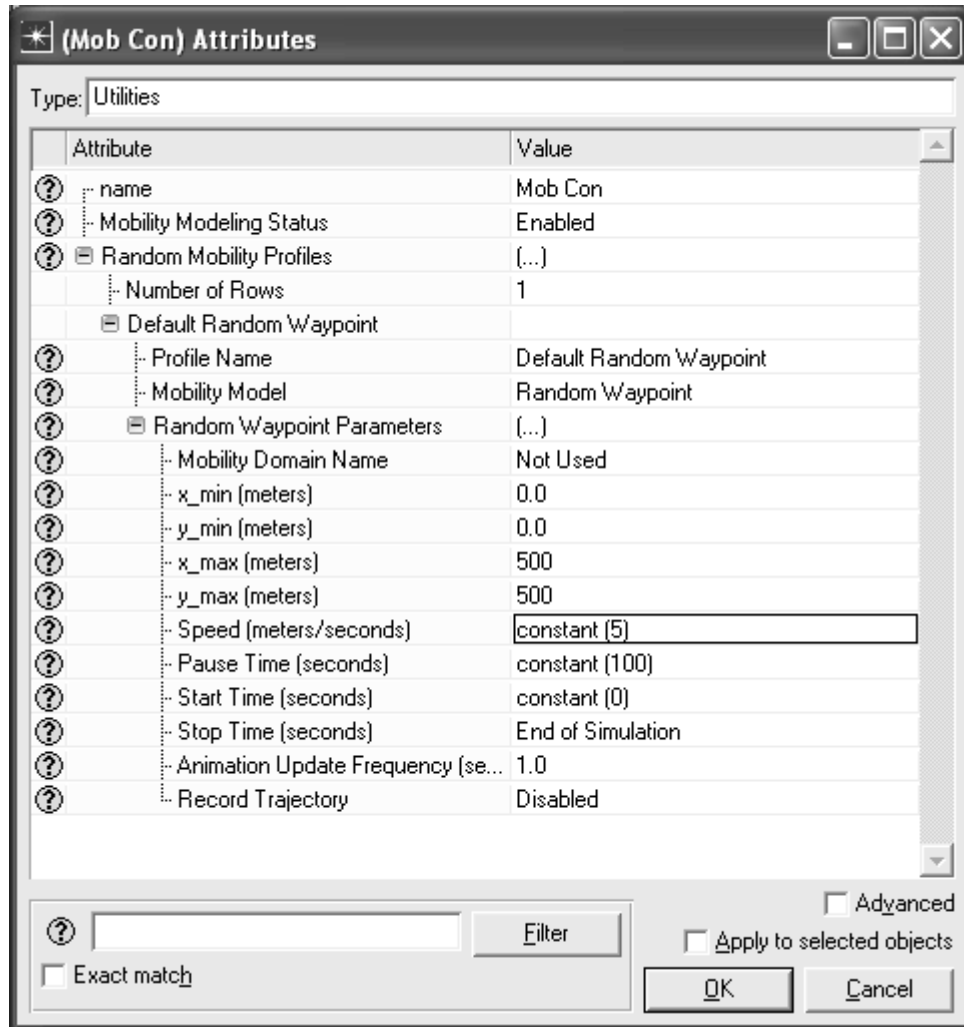 (Mob Con) Attributes
Type: Utilities
Attribute Value
name Mob Con
Mobility Modeling Status Enabled
Random Mobility Profiles (...)
Number of Rows 1
Default Random Waypoint
Profile Name Default Random Waypoint
Mobility Model Random Waypoint
Random Waypoint Parameters (...)
Mobility Domain Name Not Used
x_min (meters) 0.0
y_min (meters) 0.0
x_max (meters) 500
y_max (meters) 500
Speed (meters/seconds) constant (5)
Pause Time (seconds) constant (100)
Start Time (seconds) constant (0)
Stop Time (seconds) End of Simulation
Animation Update Frequency (se... 1.0
Record Trajectory Disabled
Advanced
Filter
Apply to selected objects
Exact match
OK Cancel